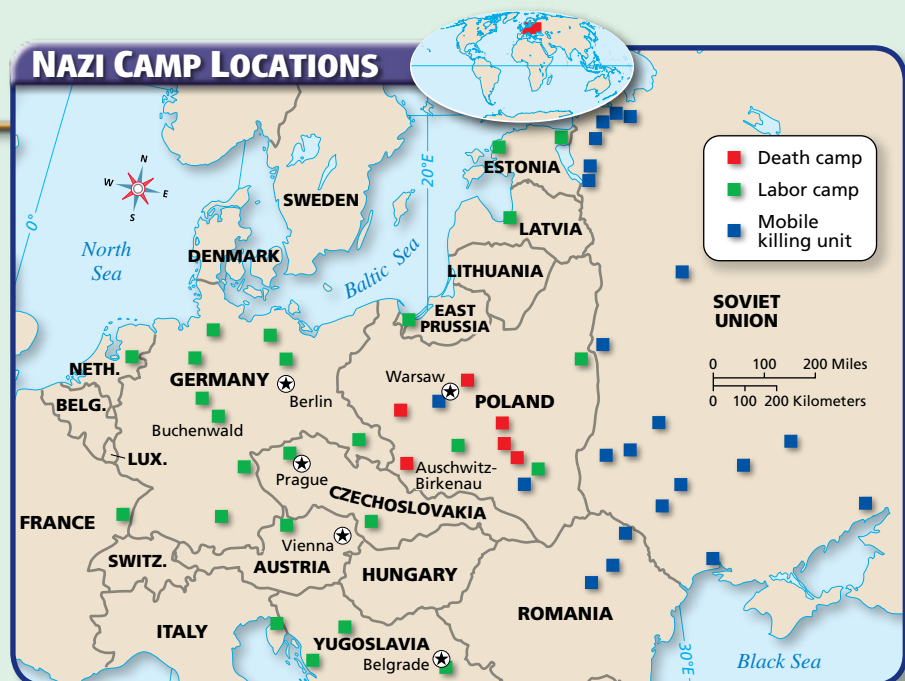 NAZI CAMP LOCATIONS
N
W
E
S
0°
20°E
North
Sea
SWEDEN
DENMARK
Baltic Sea
ESTONIA
LATVIA
LITHUANIA
EAST
PRUSSIA
Death camp
Labor camp
Mobile
killing unit
SOVIET
UNION
0 100 200 Miles
0 100 200 Kilometers
NETH.
BELG.
LUX.
GERMANY
Berlin
Buchenwald
Warsaw
POLAND
Auschwitz-
Birkenau
Prague
CZECHOSLOVAKIA
FRANCE
SWITZ.
Vienna
AUSTRIA
HUNGARY
ITALY
YUGOSLAVIA
Belgrade
ROMANIA
30°E
Black Sea